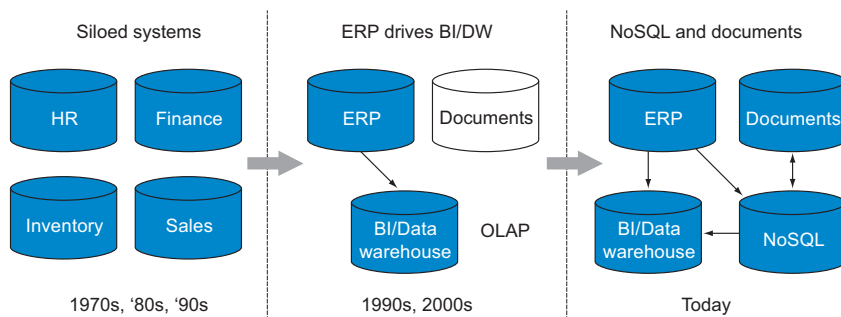 Siloed systems
HR
Finance
Inventory
Sales
1970s, ‘80s, ‘90s
ERP drives BI/DW
ERP
Documents
BI/Data
warehouse
OLAP
1990s, 2000s
NoSQL and documents
ERP
Documents
BI/Data
warehouse
NoSQL
Today